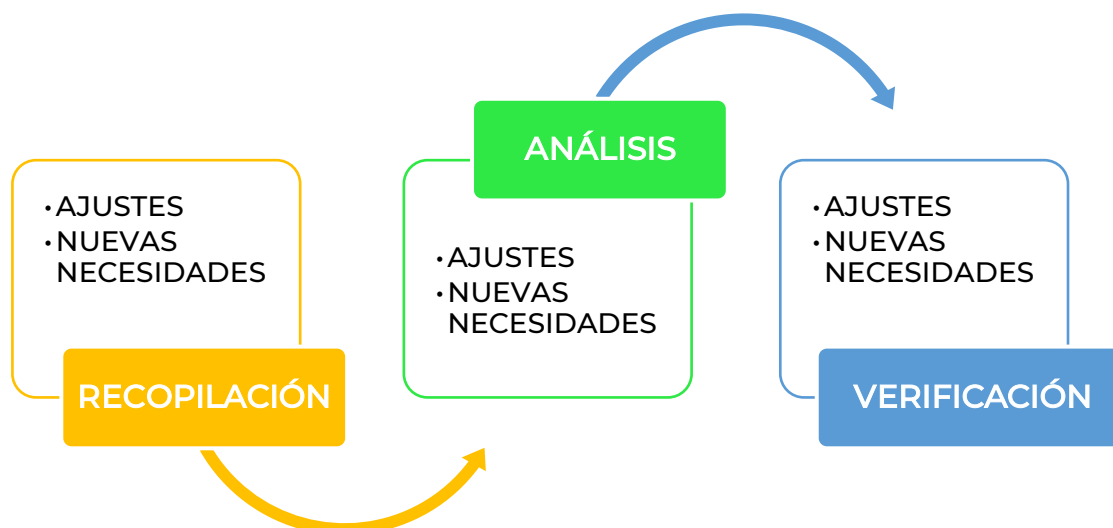 · AJUSTES
· NUEVAS
NECESIDADES
RECOPILACIÓN
ANÁLISIS
· AJUSTES
· NUEVAS
NECESIDADES
· AJUSTES
· NUEVAS
NECESIDADES
VERIFICACIÓN